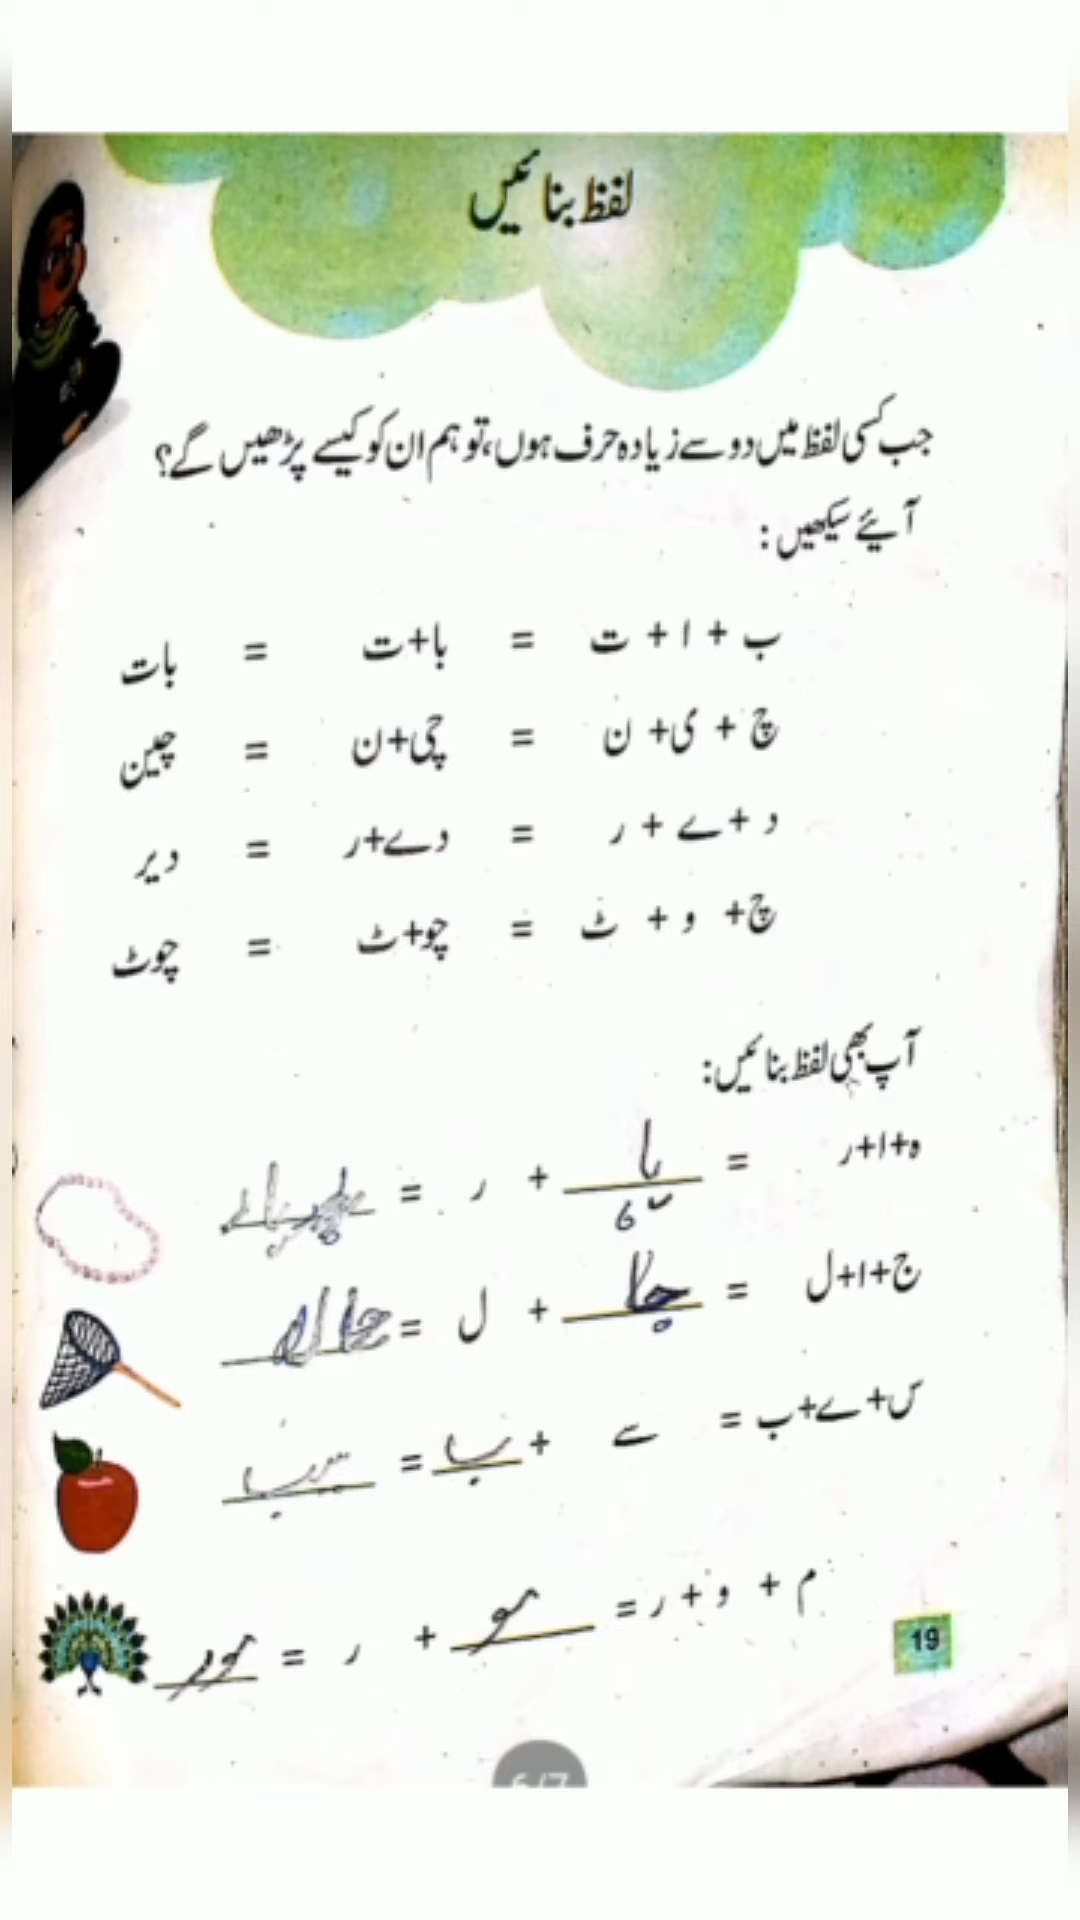 لفظ بنائیں
جب کسی لفظ میں دو سے زیادہ حرف ہوں، تو ہم ان کو کیسے پڑھیں گے؟
آیئے سیکھیں:
ب + ا + ت = با+ت = بات
چ + ی + ن = چی+ن = چین
د + ے + ر = دے+ر = دیر
چ + و + ٹ = چو+ٹ = چوٹ
آپ بھی لفظ بنائیں:
ہ+ا+ر = ہا + ر =
ج+ا+ل = جا + ل = جال
س+ے+ب = سے + ب = سیب
م + و + ر = مو + ر = مور
19